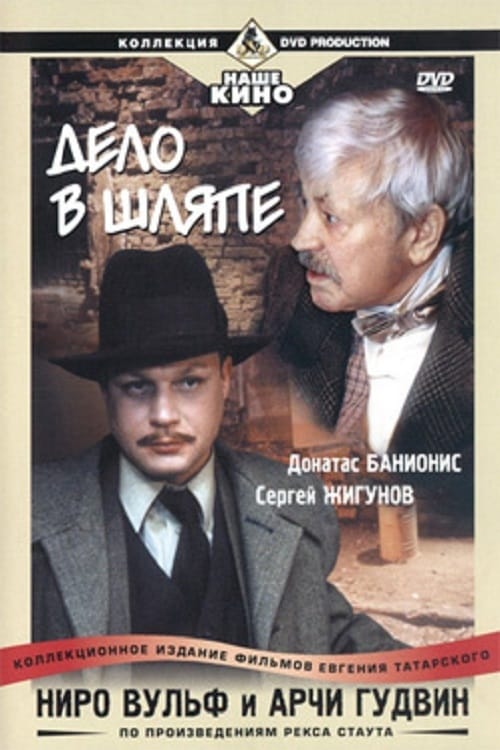 КОЛЛЕКЦИЯ DVD PRODUCTION
НАШЕ
КИНО
DVD
ДЕЛО
В ШЛЯПЕ
Донатас БАНИОНИС
Сергей ЖИГУНОВ
КОЛЛЕКЦИОННОЕ ИЗДАНИЕ ФИЛЬМОВ ЕВГЕНИЯ ТАТАРСКОГО
НИРО ВУЛЬФ и АРЧИ ГУДВИН
ПО ПРОИЗВЕДЕНИЯМ РЕКСА СТАУТА